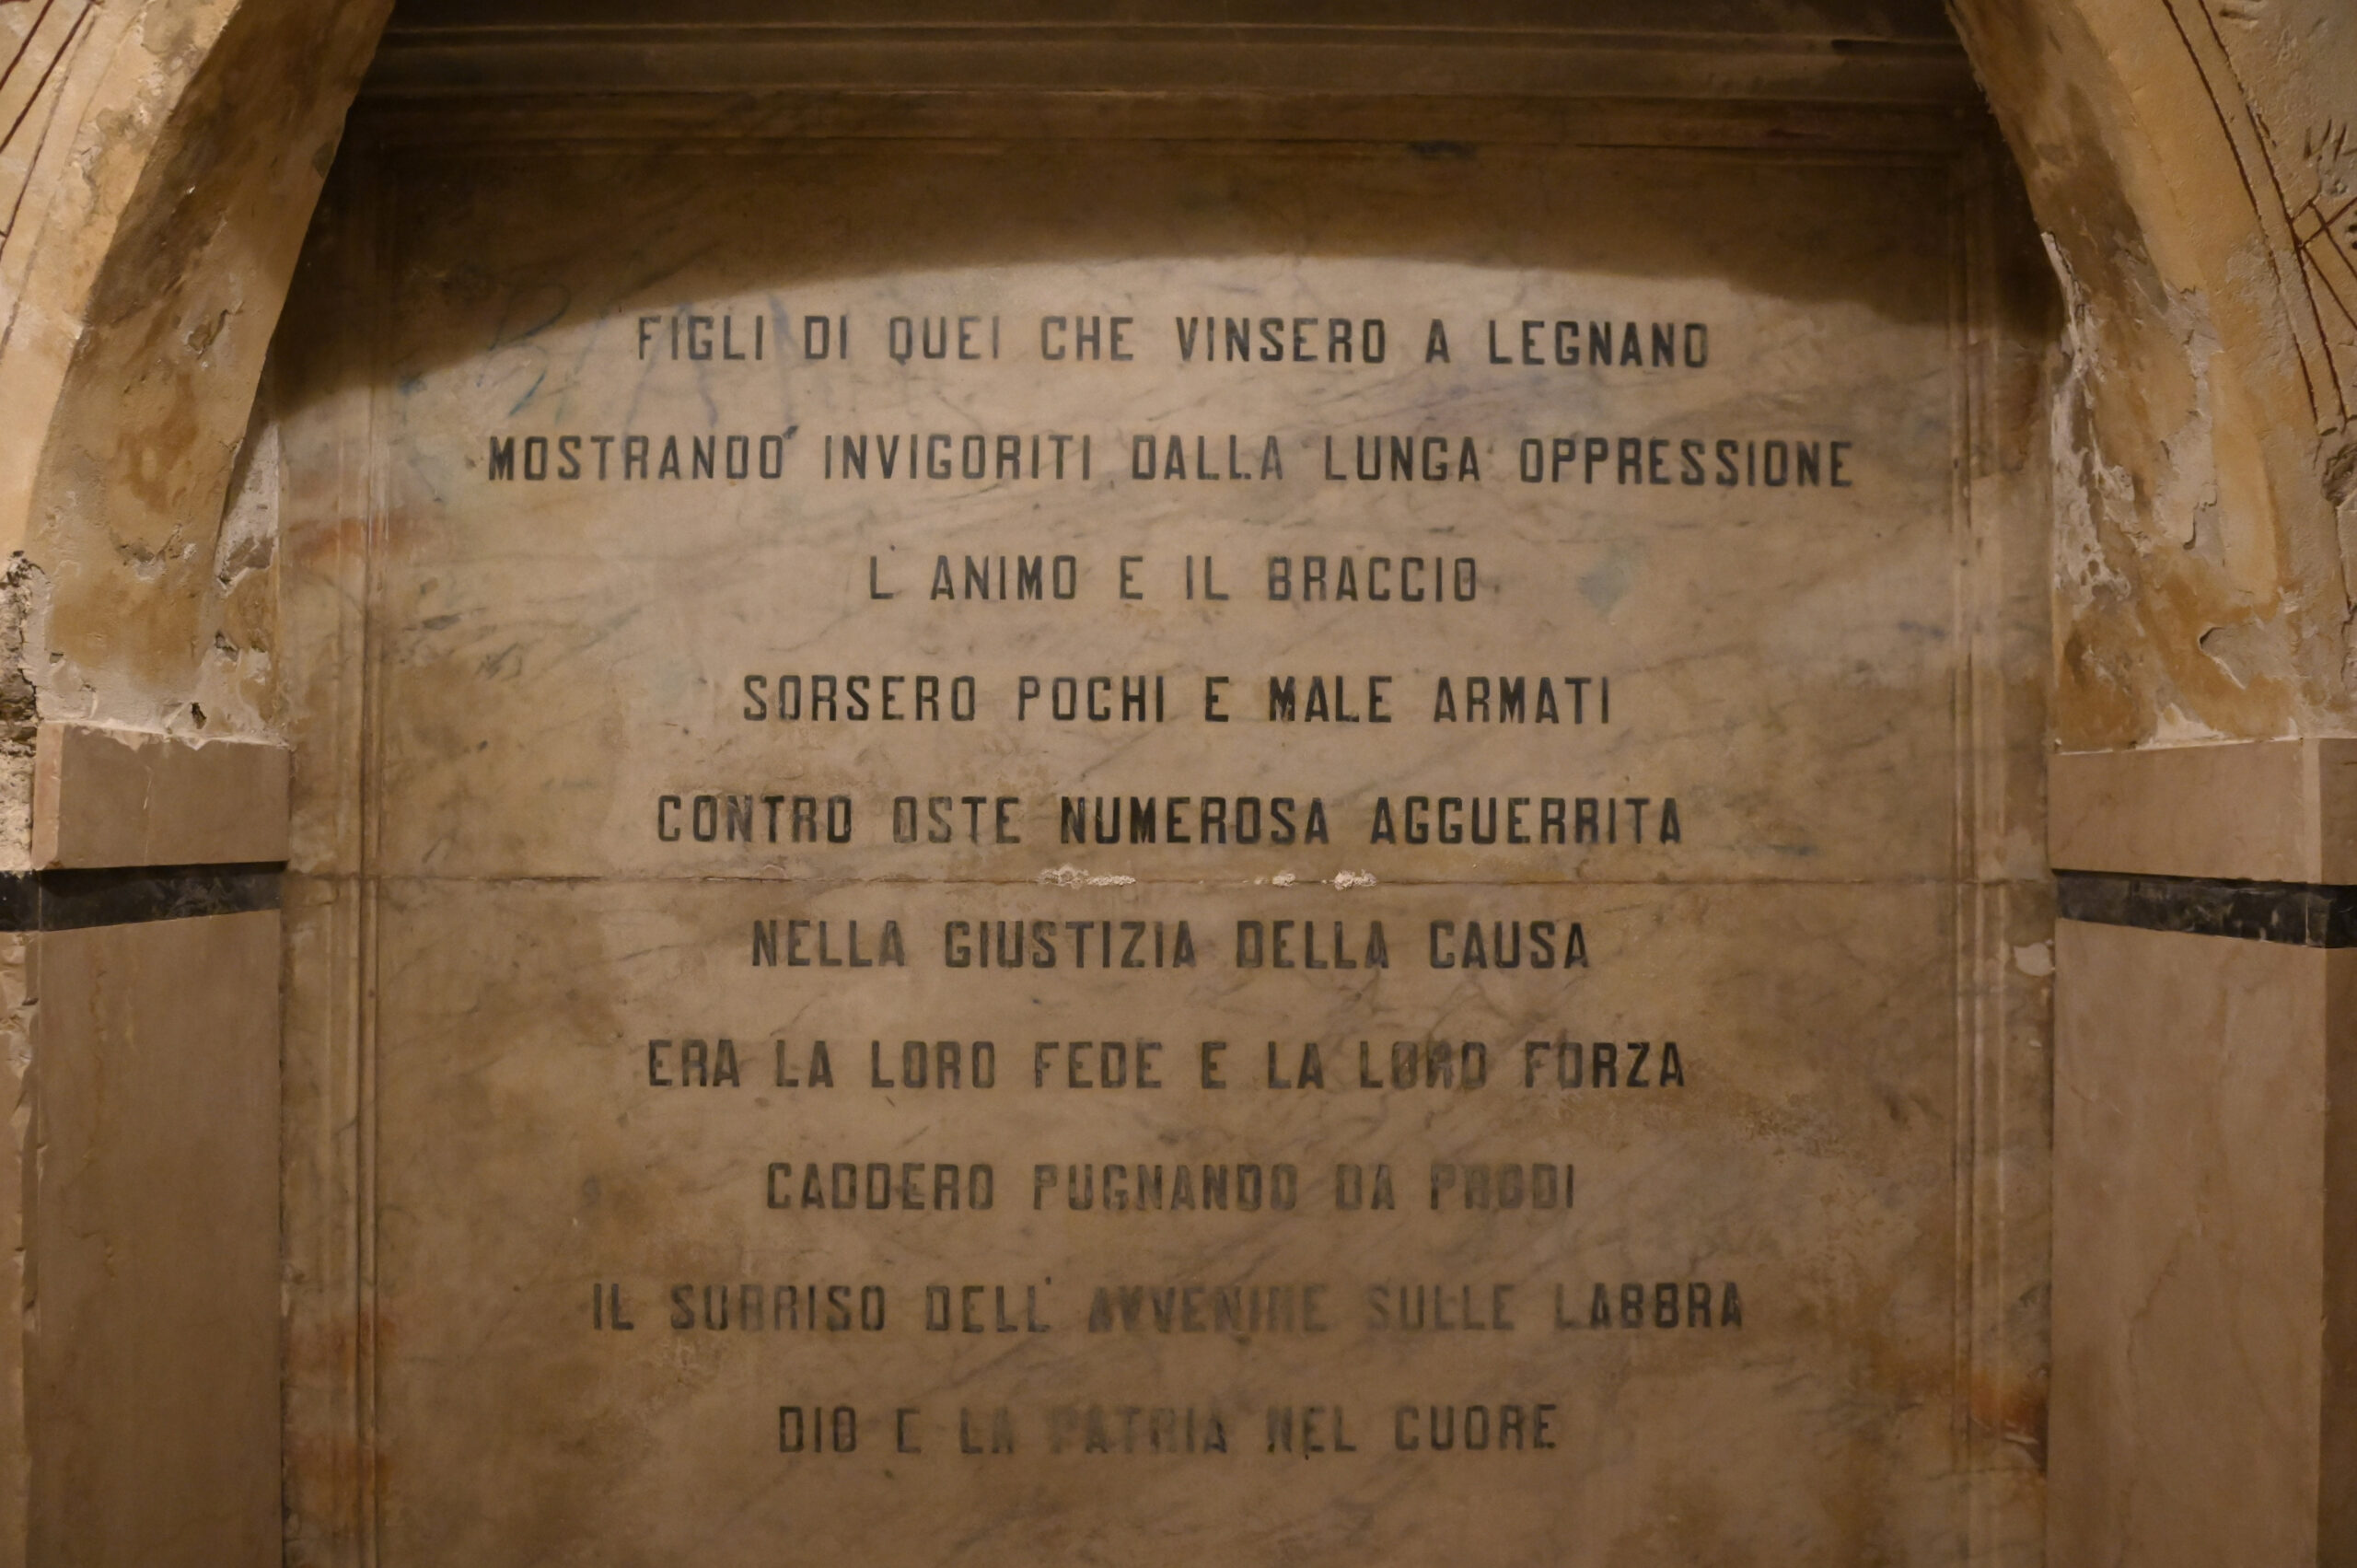 FIGLI DI QUEI CHE VINSERO A LEGNANO
MOSTRANDO INVIGORITI DALLA LUNGA OPPRESSIONE
L ANIMO E IL BRACCIO
SORSERO POCHI E MALE ARMATI
CONTRO OSTE NUMEROSA AGGUERRITA
NELLA GIUSTIZIA DELLA CAUSA
ERA LA LORO FEDE E LA LORO FORZA
CADDERO PUGNANDO DA PRODI
IL SORRISO DELL' AVVENIRE SULLE LABBRA
DIO E LA PATRIA NEL CUORE